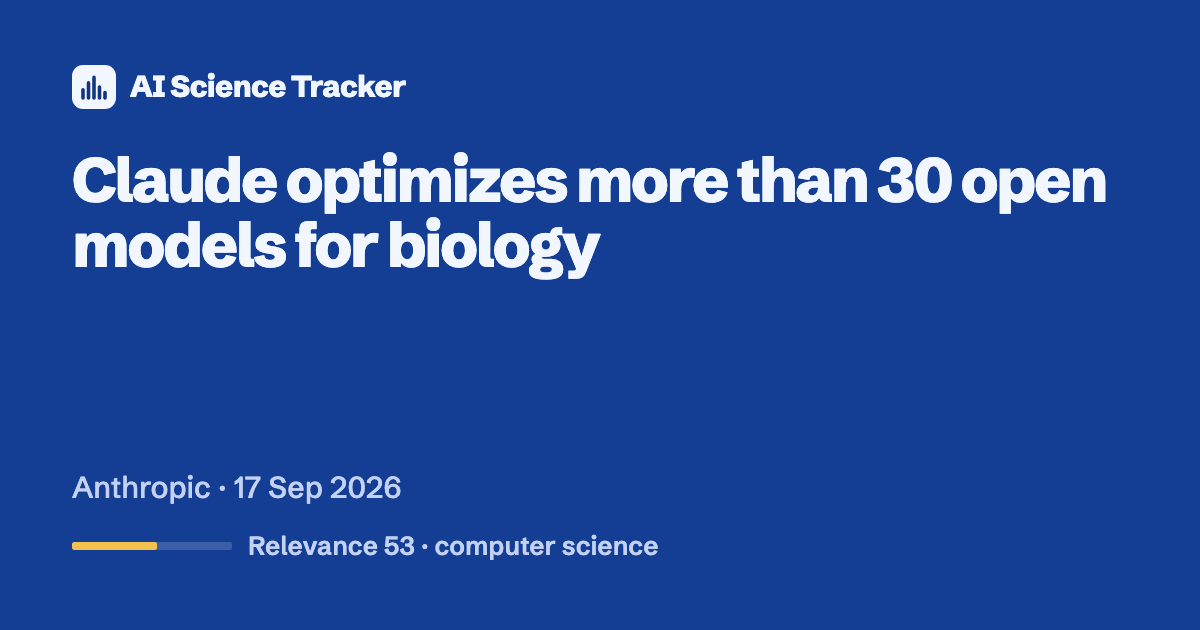 AI Science Tracker
Claude optimizes more than 30 open
models for biology
Anthropic · 17 Sep 2026
Relevance 53 · computer science